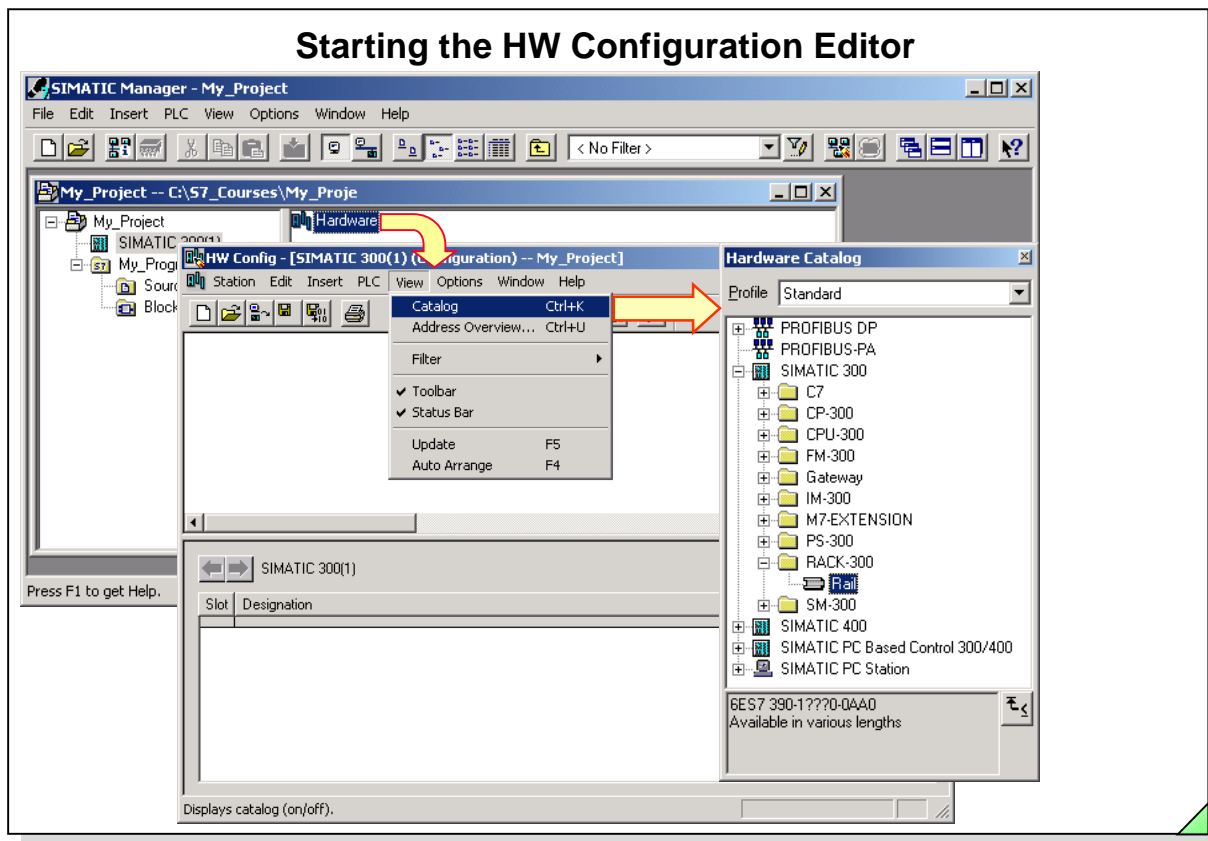 Starting the HW Configuration Editor
SIMATIC Manager - My_Project
File Edit Insert PLC View Options Window Help
< No Filter >
My_Project -- C:\S7_Courses\My_Proje
My_Project
SIMATIC 300(1)
My_Progr
Sourc
Block
Hardware
Press F1 to get Help.
HW Config - [SIMATIC 300(1) (Configuration) -- My_Project]
Station Edit Insert PLC View Options Window Help
Catalog Ctrl+K
Address Overview... Ctrl+U
Filter
Toolbar
Status Bar
Update F5
Auto Arrange F4
SIMATIC 300(1)
Slot Designation
Displays catalog (on/off).
Hardware Catalog
Profile Standard
PROFIBUS DP
PROFIBUS-PA
SIMATIC 300
C7
CP-300
CPU-300
FM-300
Gateway
IM-300
M7-EXTENSION
PS-300
RACK-300
Rail
SM-300
SIMATIC 400
SIMATIC PC Based Control 300/400
SIMATIC PC Station
6ES7 390-1???0-0AA0
Available in various lengths